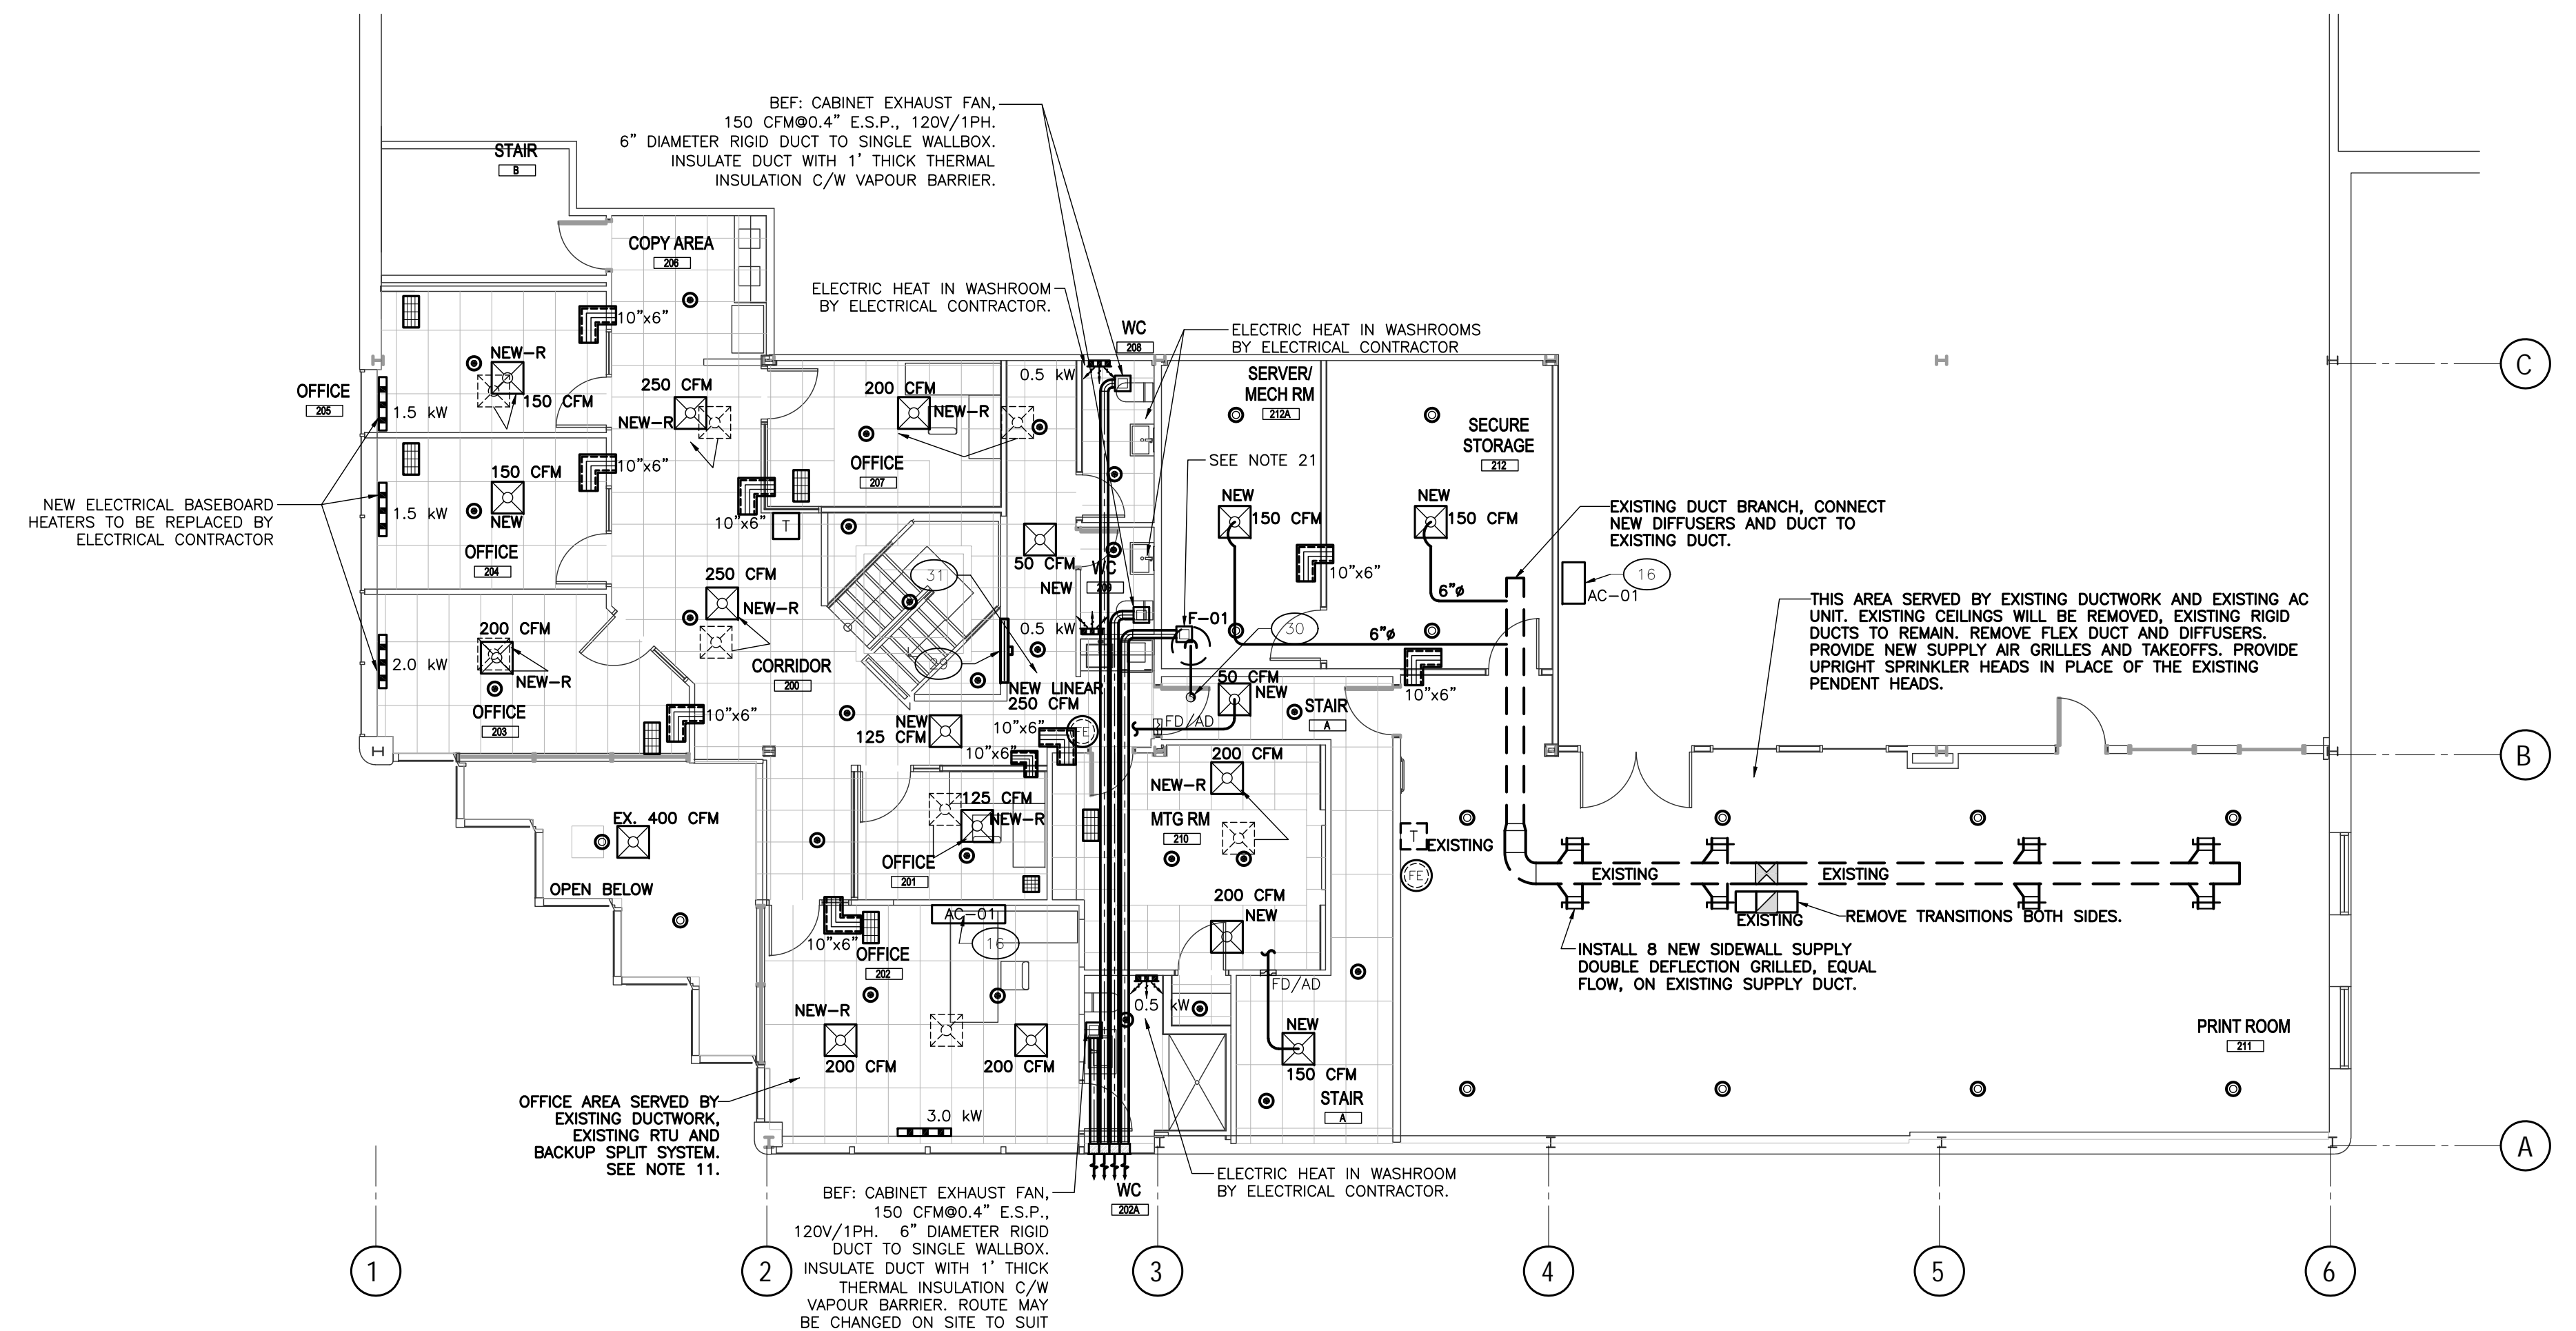 BEF: CABINET EXHAUST FAN,
150 CFM@0.4" E.S.P., 120V/1PH.
6" DIAMETER RIGID DUCT TO SINGLE WALLBOX.
INSULATE DUCT WITH 1' THICK THERMAL
INSULATION C/W VAPOUR BARRIER.
STAIR
B
COPY AREA
206
ELECTRIC HEAT IN WASHROOM
BY ELECTRICAL CONTRACTOR.
10"x6"
WC
208
ELECTRIC HEAT IN WASHROOMS
BY ELECTRICAL CONTRACTOR
NEW-R
150 CFM
OFFICE
205
1.5 kW
250 CFM
NEW-R
200 CFM
NEW-R
OFFICE
207
0.5 kW
SERVER/
MECH RM
212A
SECURE
STORAGE
212
C
SEE NOTE 21
10"x6"
150 CFM
NEW
1.5 kW
OFFICE
204
NEW ELECTRICAL BASEBOARD
HEATERS TO BE REPLACED BY
ELECTRICAL CONTRACTOR
10"x6"
T
NEW
150 CFM
NEW
150 CFM
EXISTING DUCT BRANCH, CONNECT
NEW DIFFUSERS AND DUCT TO
EXISTING DUCT.
50 CFM
NEW
WC
209
31
10"x6"
6"ø
16
AC-01
250 CFM
NEW-R
THIS AREA SERVED BY EXISTING DUCTWORK AND EXISTING AC
UNIT. EXISTING CEILINGS WILL BE REMOVED, EXISTING RIGID
DUCTS TO REMAIN. REMOVE FLEX DUCT AND DIFFUSERS.
PROVIDE NEW SUPPLY AIR GRILLES AND TAKEOFFS. PROVIDE
UPRIGHT SPRINKLER HEADS IN PLACE OF THE EXISTING
PENDENT HEADS.
200 CFM
2.0 kW
NEW-R
OFFICE
203
10"x6"
CORRIDOR
200
29
0.5 kW
F-01
30
6"ø
10"x6"
NEW LINEAR
250 CFM
50 CFM
NEW
STAIR
A
FD/AD
NEW
125 CFM
10"x6"
10"x6"
FE
B
200 CFM
NEW-R
MTG RM
210
EX. 400 CFM
OPEN BELOW
125 CFM
NEW-R
OFFICE
201
T
EXISTING
FE
EXISTING
EXISTING
EXISTING
REMOVE TRANSITIONS BOTH SIDES.
INSTALL 8 NEW SIDEWALL SUPPLY
DOUBLE DEFLECTION GRILLED, EQUAL
FLOW, ON EXISTING SUPPLY DUCT.
200 CFM
NEW
10"x6"
AC-01
16
OFFICE
202
FD/AD
0.5 kW
NEW-R
200 CFM
200 CFM
NEW
150 CFM
STAIR
A
PRINT ROOM
211
3.0 kW
OFFICE AREA SERVED BY
EXISTING DUCTWORK,
EXISTING RTU AND
BACKUP SPLIT SYSTEM.
SEE NOTE 11.
A
ELECTRIC HEAT IN WASHROOM
BY ELECTRICAL CONTRACTOR.
WC
202A
BEF: CABINET EXHAUST FAN,
150 CFM@0.4" E.S.P.,
120V/1PH. 6" DIAMETER RIGID
DUCT TO SINGLE WALLBOX.
INSULATE DUCT WITH 1' THICK
THERMAL INSULATION C/W
VAPOUR BARRIER. ROUTE MAY
BE CHANGED ON SITE TO SUIT
1
2
3
4
5
6